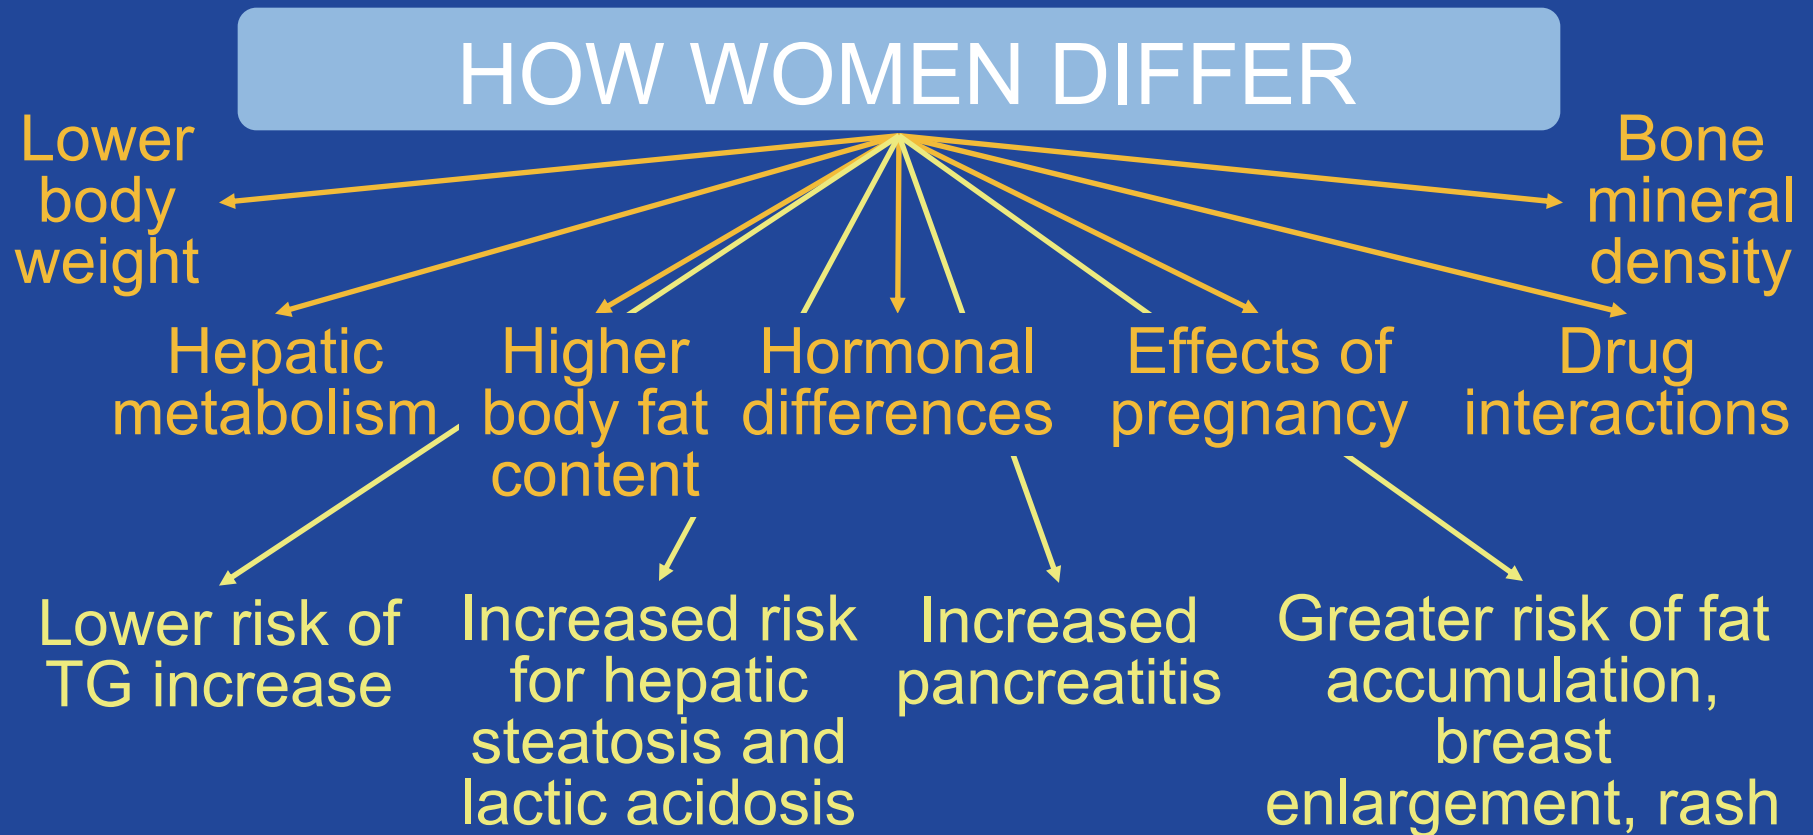 HOW WOMEN DIFFER
Lower
body
weight
Bone
mineral
density
Hepatic
metabolism
Higher
body fat
content
Hormonal
differences
Effects of
pregnancy
Drug
interactions
Lower risk of
TG increase
Increased risk
for hepatic
steatosis and
lactic acidosis
Increased
pancreatitis
Greater risk of fat
accumulation,
breast
enlargement, rash